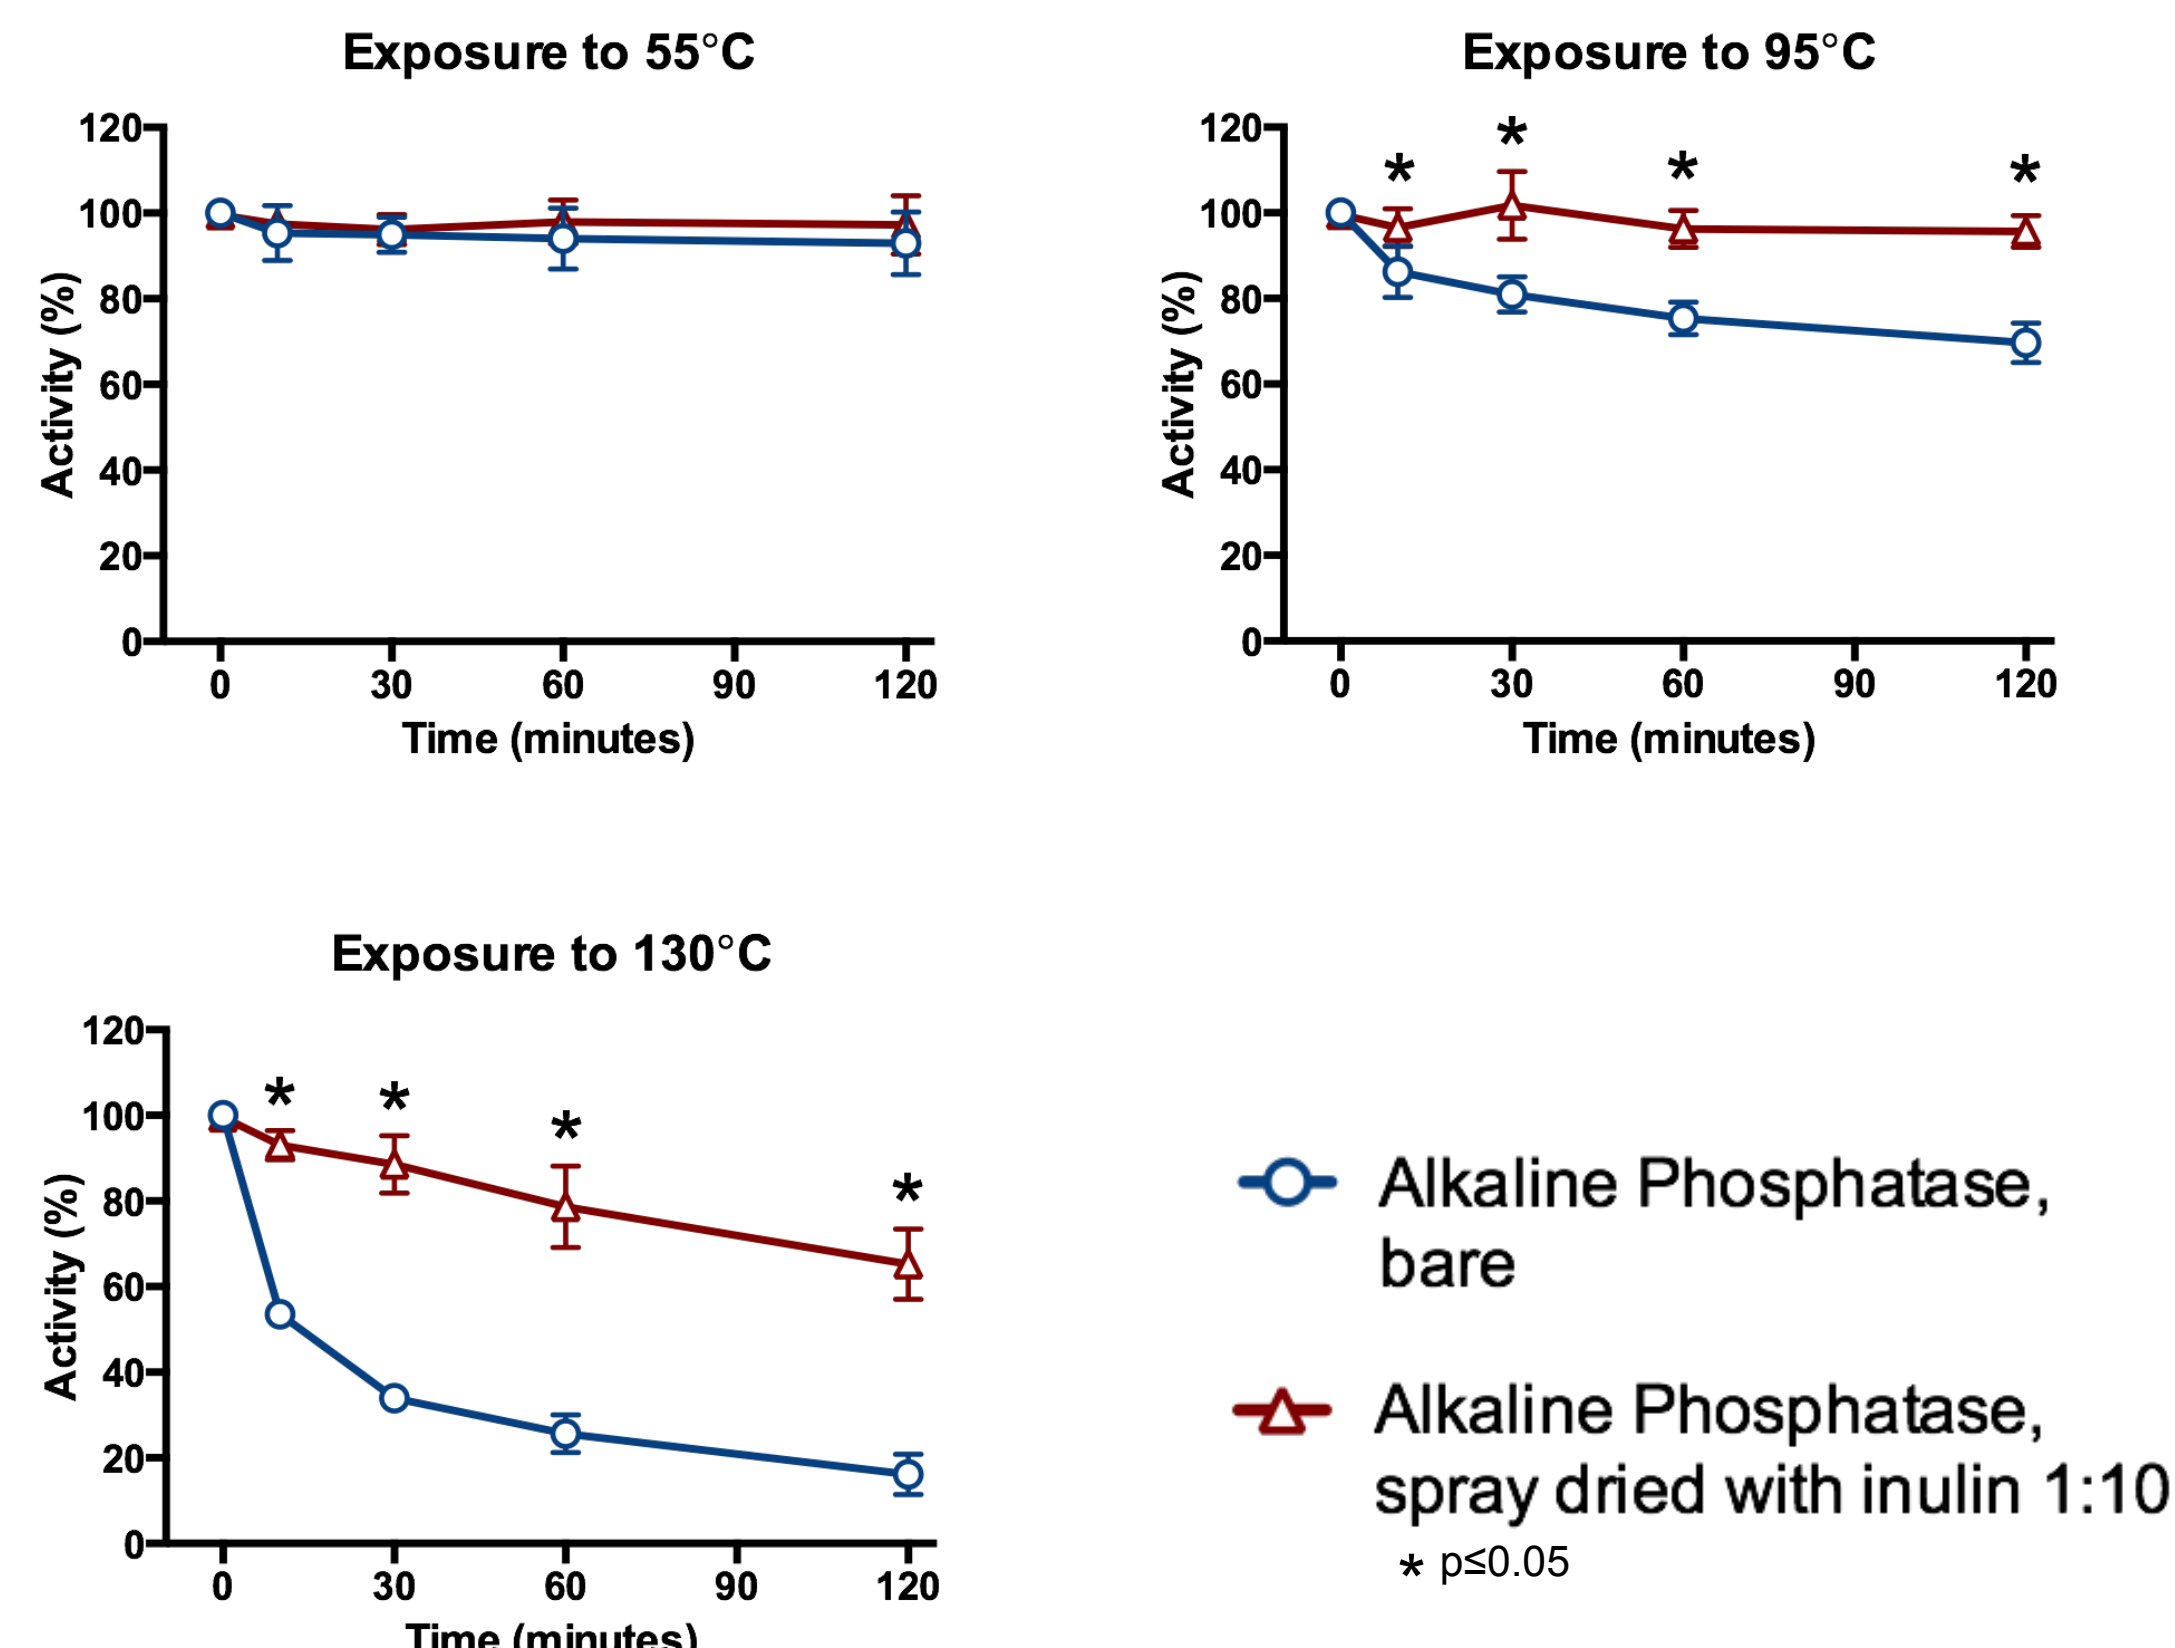 Exposure to 55°C
120
100
80
60
40
20
0
Activity (%)
0 30 60 90 120
Time (minutes)
Exposure to 95°C
* * * *
120
100
80
60
40
20
0
Activity (%)
0 30 60 90 120
Time (minutes)
Exposure to 130°C
* * * *
120
100
80
60
40
20
0
Activity (%)
0 30 60 90 120
Time (minutes)
Alkaline Phosphatase,
bare
Alkaline Phosphatase,
spray dried with inulin 1:10
* p≤0.05